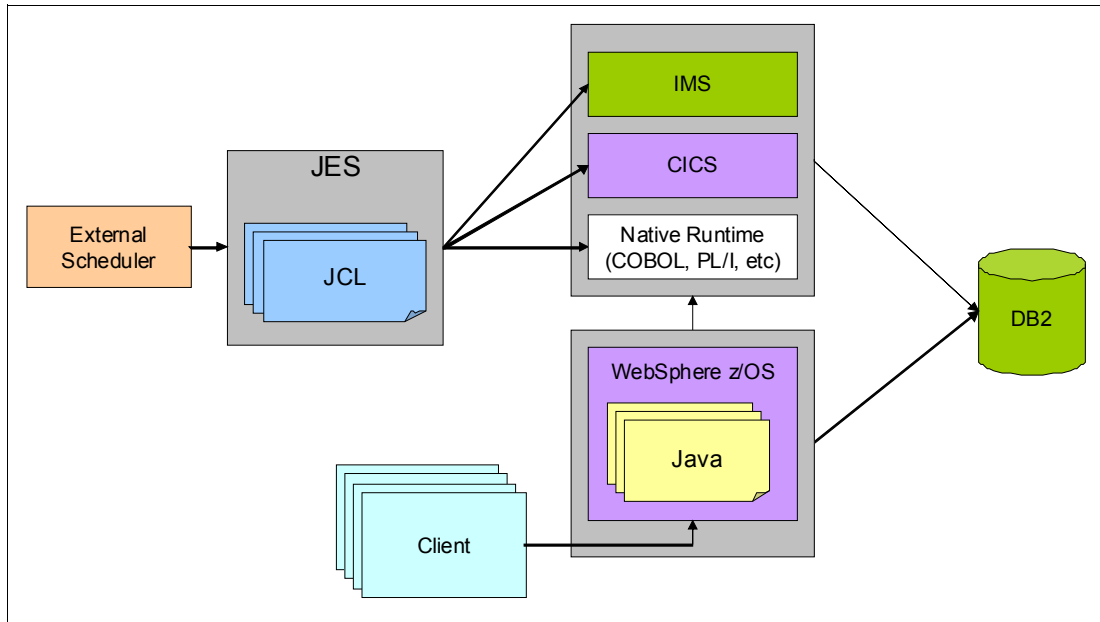 IMS
JES
CICS
External
Scheduler
Native Runtime
(COBOL, PL/I, etc)
JCL
DB2
WebSphere z/OS
Java
Client